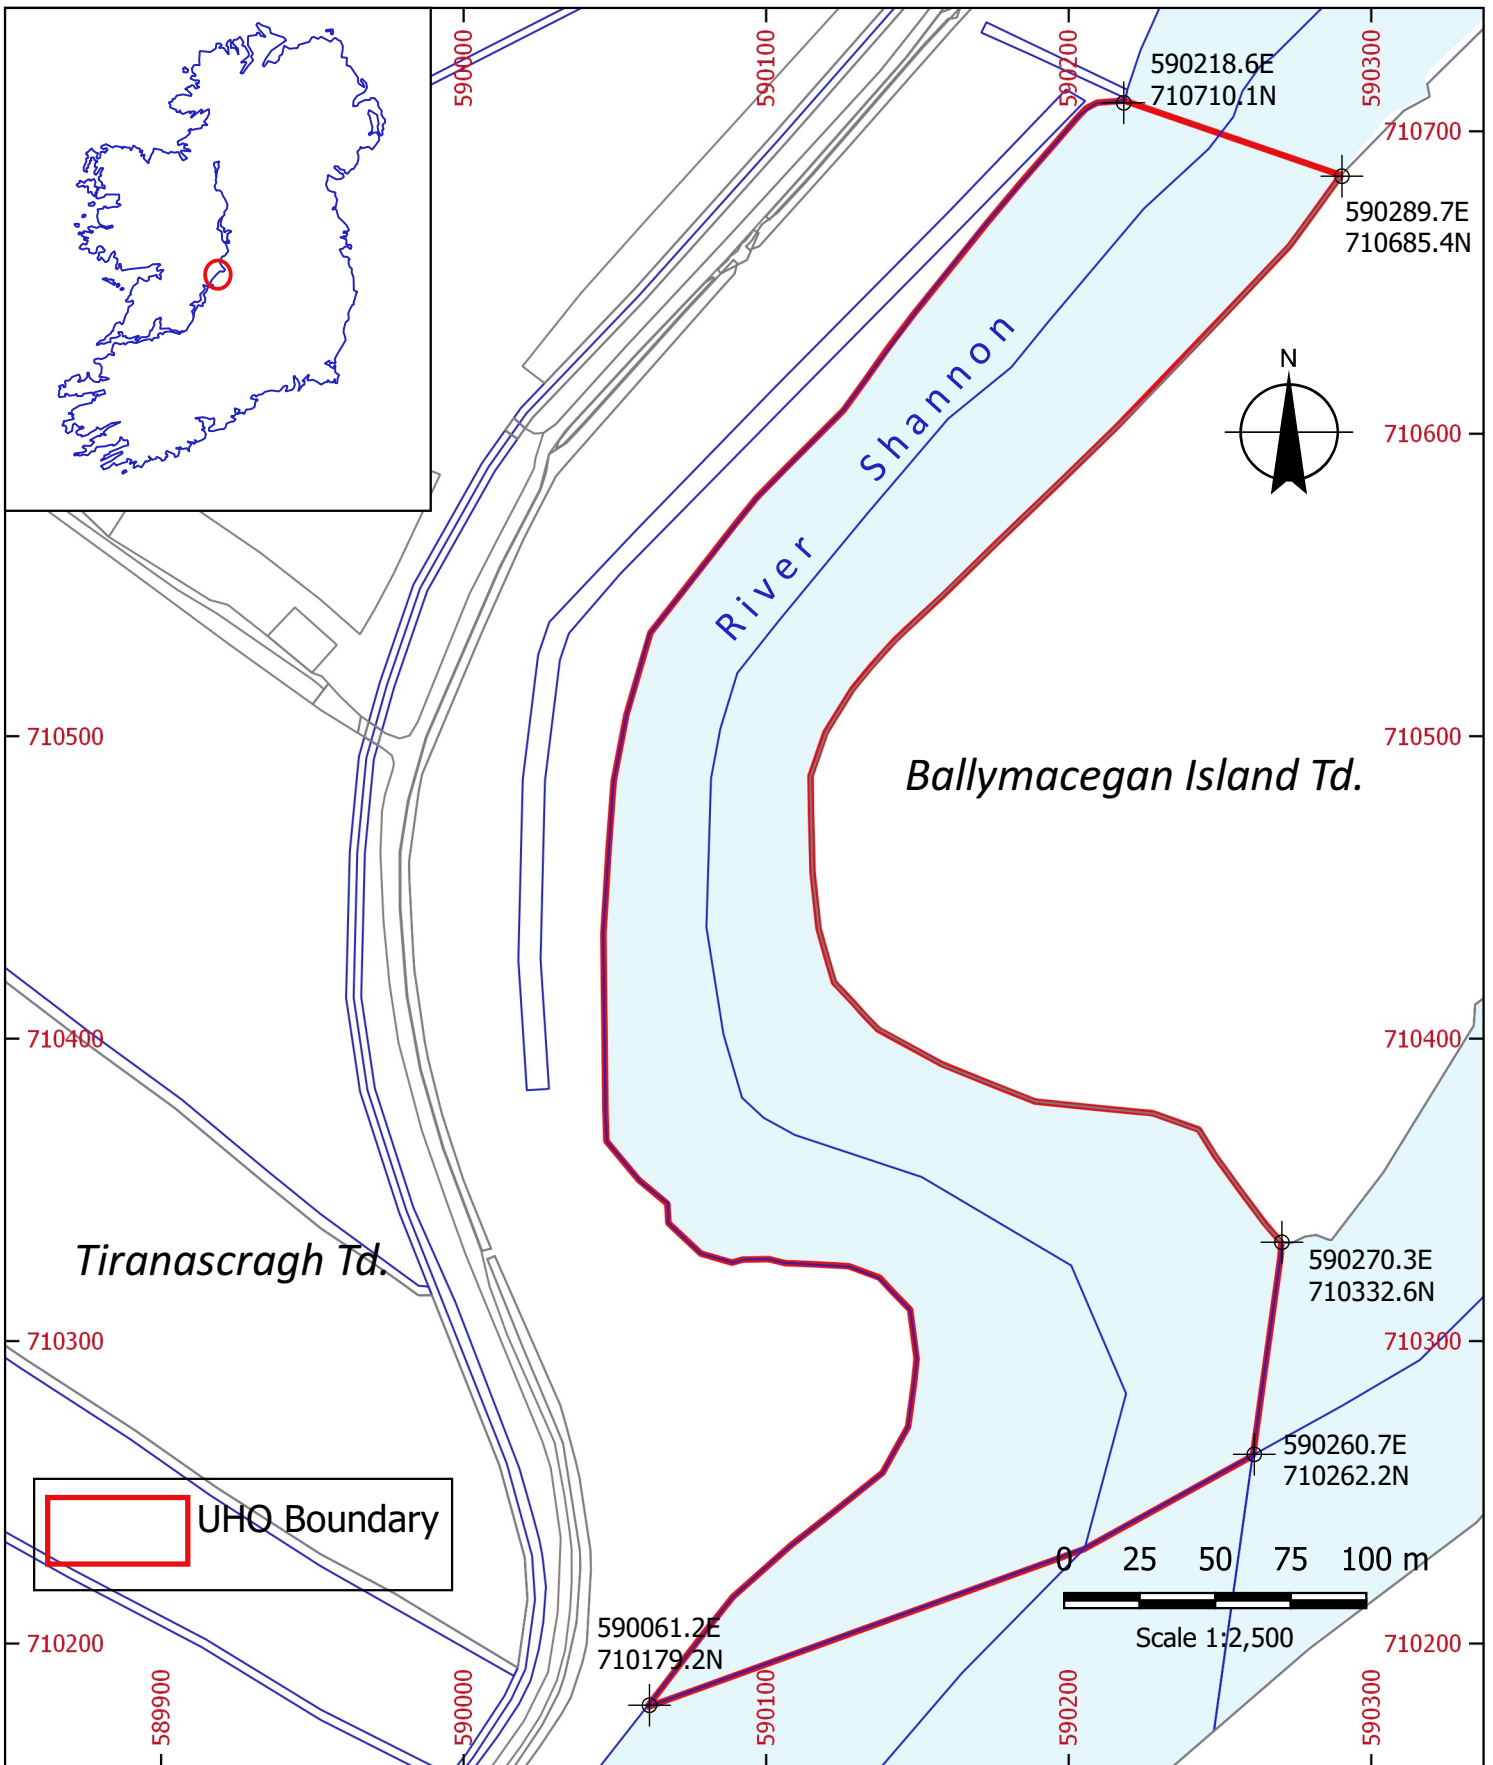 590000
590100
590200
590300
590218.6E
710710.1N
710700
590289.7E
710685.4N
N
River Shannon
710600
710500
710500
Ballymacegan Island Td.
710400
710400
Tiranascragh Td.
590270.3E
710332.6N
710300
710300
590260.7E
710262.2N
UHO Boundary
0 25 50 75 100 m
Scale 1:2,500
590061.2E
710179.2N
710200
710200
589900
590000
590100
590200
590300